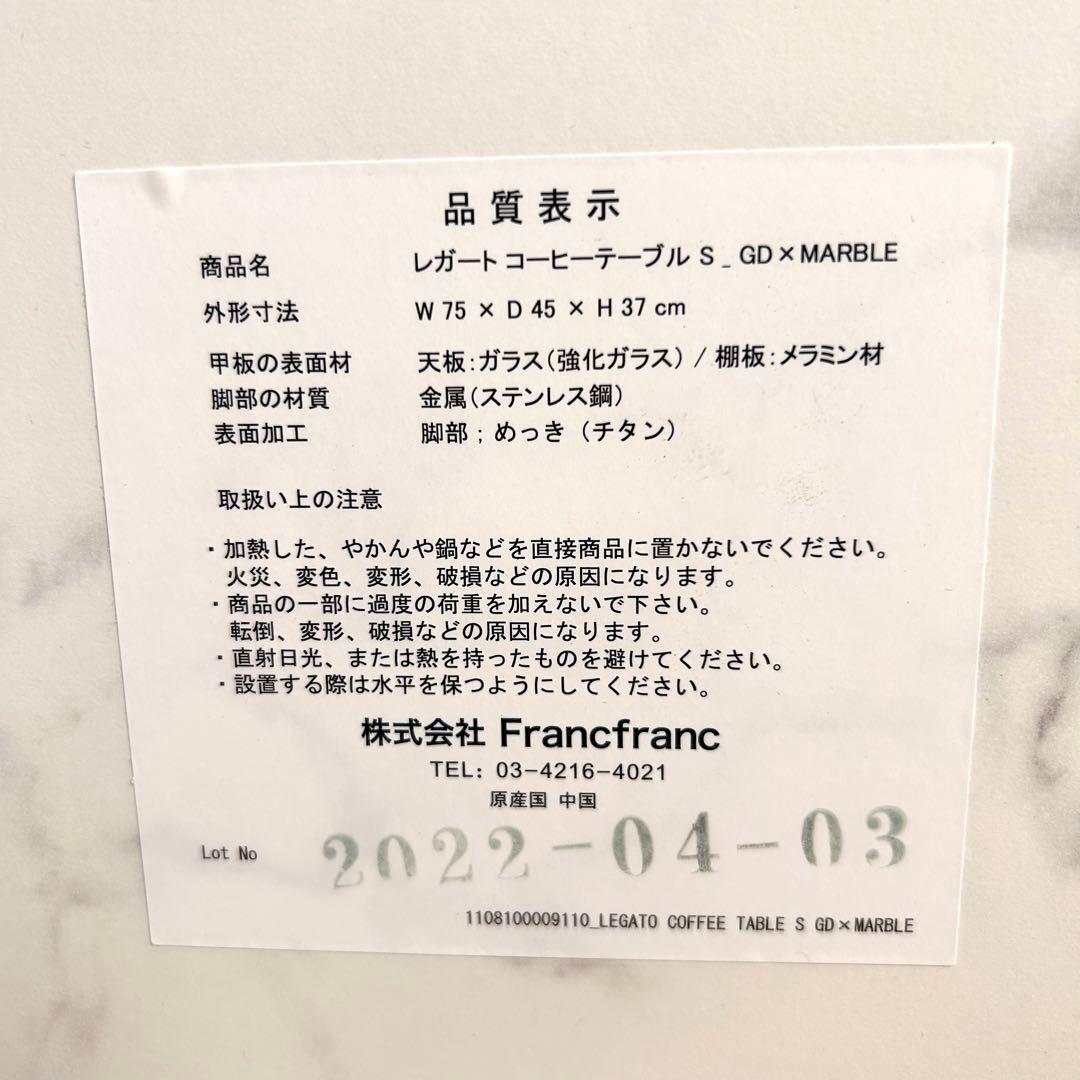 品質表示
商品名 レガート コーヒーテーブル S _ GD×MARBLE
外形寸法 W 75 × D 45 × H 37 cm
甲板の表面材 天板:ガラス(強化ガラス) / 棚板:メラミン材
脚部の材質 金属(ステンレス鋼)
表面加工 脚部 ; めっき (チタン)
取扱い上の注意
・加熱した、やかんや鍋などを直接商品に置かないでください。
火災、変色、変形、破損などの原因になります。
・商品の一部に過度の荷重を加えないで下さい。
転倒、変形、破損などの原因になります。
・直射日光、または熱を持ったものを避けてください。
・設置する際は水平を保つようにしてください。
株式会社 Francfranc
TEL: 03-4216-4021
原産国 中国
Lot No 2022-04-03
1108100009110_LEGATO COFFEE TABLE S GD×MARBLE